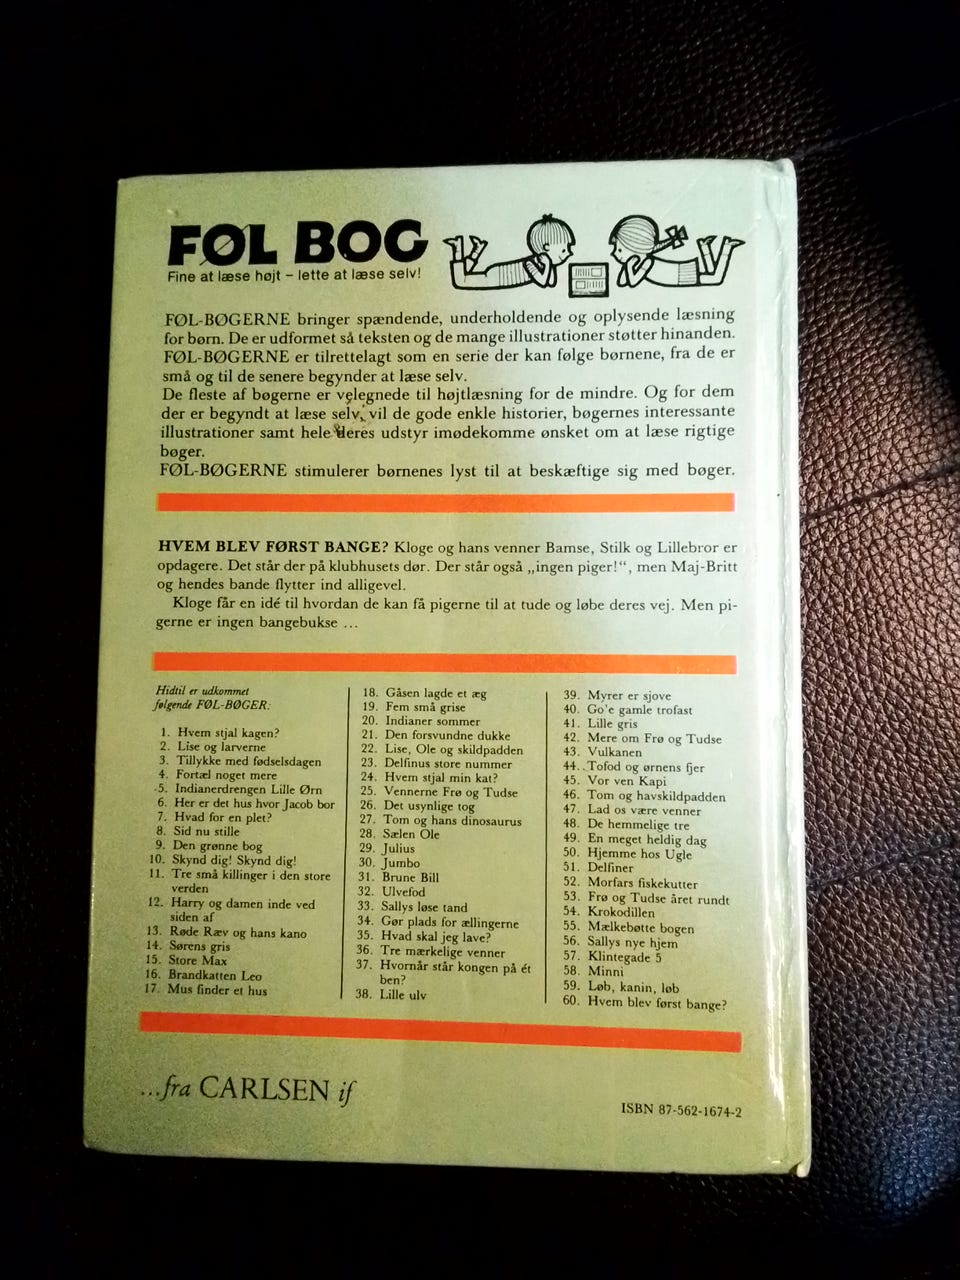 FØL BOG
Fine at læse højt – lette at læse selv!
FØL-BØGERNE bringer spændende, underholdende og oplysende læsning
for børn. De er udformet så teksten og de mange illustrationer støtter hinanden.
FØL-BØGERNE er tilrettelagt som en serie der kan følge børnene, fra de er
små og til de senere begynder at læse selv.
De fleste af bøgerne er velegnede til højtlæsning for de mindre. Og for dem
der er begyndt at læse selv, vil de gode enkle historier, bøgernes interessante
illustrationer samt hele deres udstyr imødekomme ønsket om at læse rigtige
bøger.
FØL-BØGERNE stimulerer børnenes lyst til at beskæftige sig med bøger.
HVEM BLEV FØRST BANGE? Kloge og hans venner Bamse, Stilk og Lillebror er
opdagere. Det står der på klubhusets dør. Der står også „ingen piger!“, men Maj-Britt
og hendes bande flytter ind alligevel.
Kloge får en idé til hvordan de kan få pigerne til at tude og løbe deres vej. Men pi-
gerne er ingen bangebukse ...
Hidtil er udkommet
følgende FØL-BØGER:
1. Hvem stjal kagen?
2. Lise og larverne
3. Tillykke med fødselsdagen
4. Fortæl noget mere
5. Indianerdrengen Lille Ørn
6. Her er det hus hvor Jacob bor
7. Hvad for en plet?
8. Sid nu stille
9. Den grønne bog
10. Skynd dig! Skynd dig!
11. Tre små killinger i den store
verden
12. Harry og damen inde ved
siden af
13. Røde Ræv og hans kano
14. Sørens gris
15. Store Max
16. Brandkatten Leo
17. Mus finder et hus
18. Gåsen lagde et æg
19. Fem små grise
20. Indianer sommer
21. Den forsvundne dukke
22. Lise, Ole og skildpadden
23. Delfinus store nummer
24. Hvem stjal min kat?
25. Vennerne Frø og Tudse
26. Det usynlige tog
27. Tom og hans dinosaurus
28. Sælen Ole
29. Julius
30. Jumbo
31. Brune Bill
32. Ulvefod
33. Sallys løse tand
34. Gør plads for ællingerne
35. Hvad skal jeg lave?
36. Tre mærkelige venner
37. Hvornår står kongen på ét
ben?
38. Lille ulv
39. Myrer er sjove
40. Go'e gamle trofast
41. Lille gris
42. Mere om Frø og Tudse
43. Vulkanen
44. Tofod og ørnens fjer
45. Vor ven Kapi
46. Tom og havskildpadden
47. Lad os være venner
48. De hemmelige tre
49. En meget heldig dag
50. Hjemme hos Ugle
51. Delfiner
52. Morfars fiskekutter
53. Frø og Tudse året rundt
54. Krokodillen
55. Mælkebøtte bogen
56. Sallys nye hjem
57. Klintegade 5
58. Minni
59. Løb, kanin, løb
60. Hvem blev først bange?
...fra CARLSEN if
ISBN 87-562-1674-2